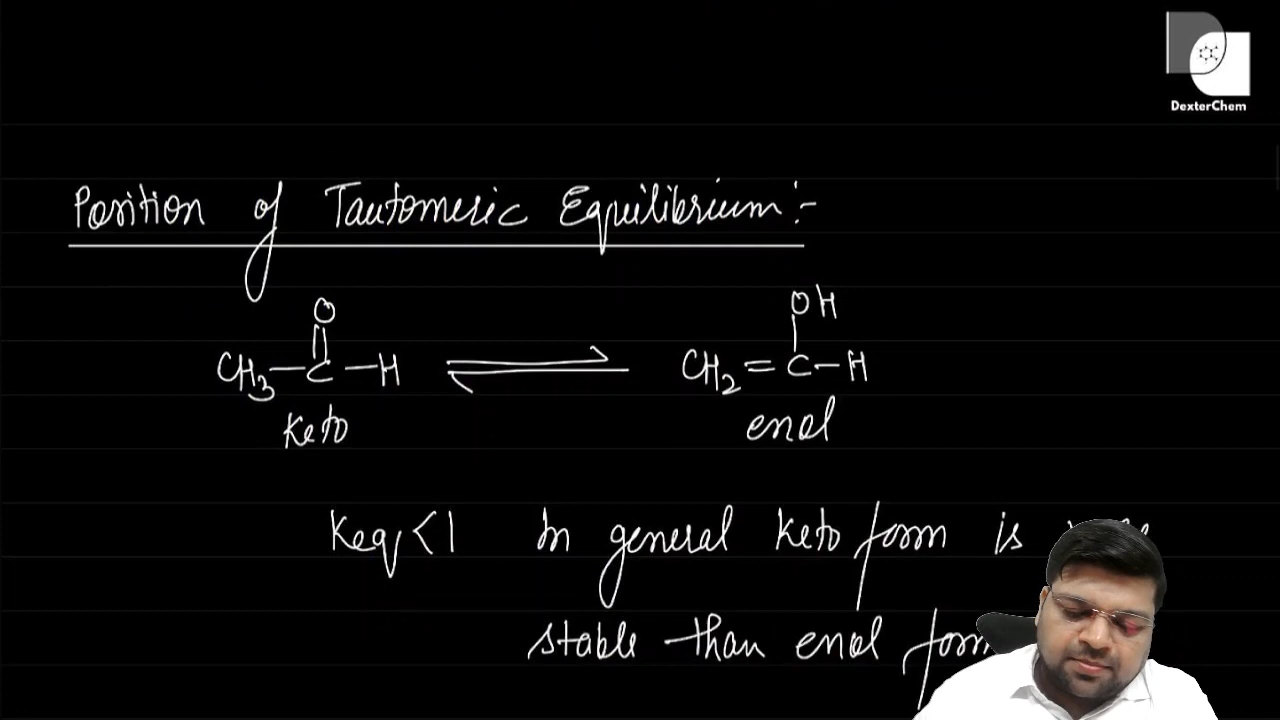 DexterChem
Position of Tautomeric Equilibrium :-
O OH
CH3—C—H ⇌ CH2=C—H
Keto enol
Keq<1 In general Keto form is
stable than enol form